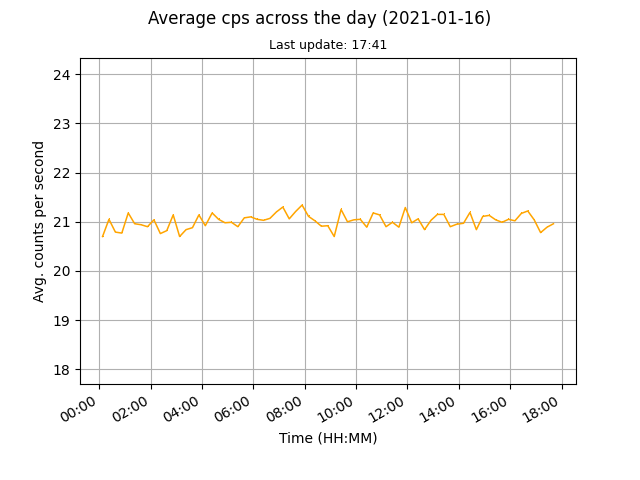 Average cps across the day (2021-01-16)
Last update: 17:41
Avg. counts per second
24
23
22
21
20
19
18
00:00 02:00 04:00 06:00 08:00 10:00 12:00 14:00 16:00 18:00
Time (HH:MM)